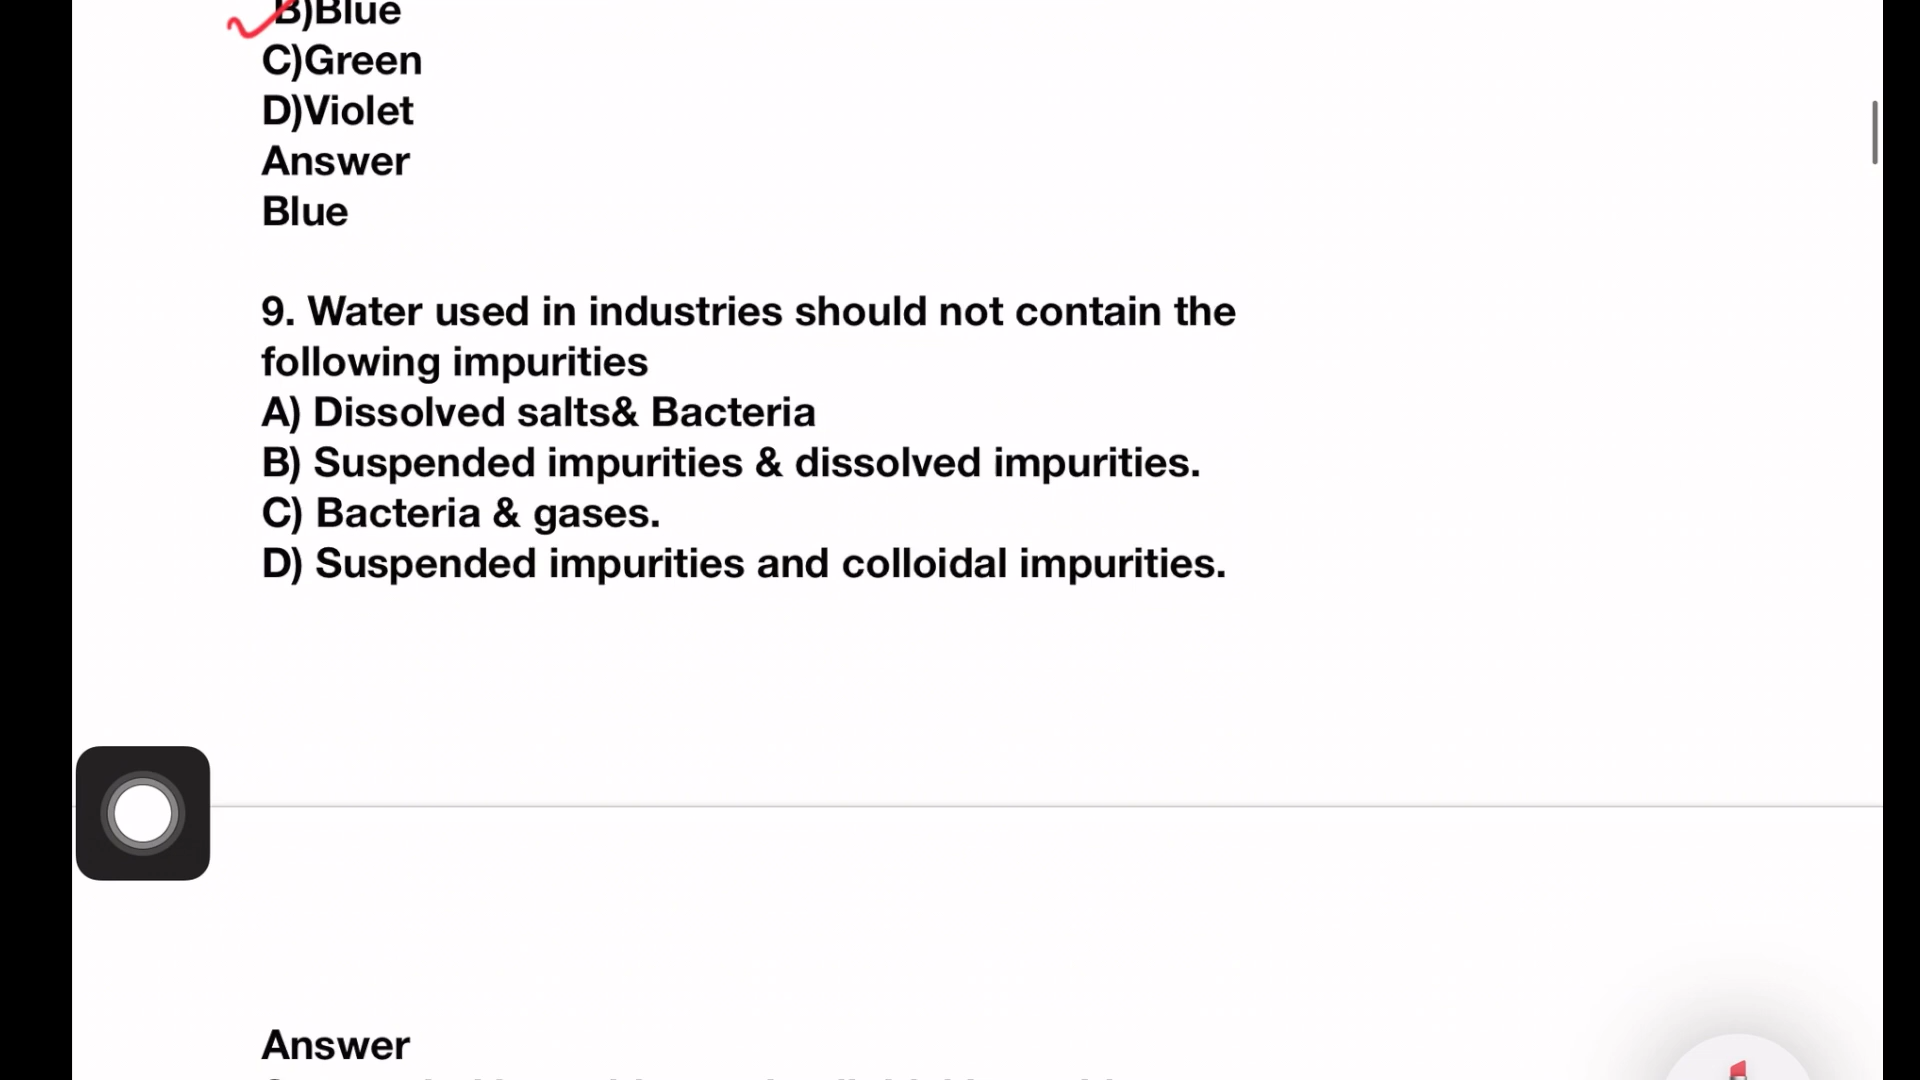 B)Blue
C)Green
D)Violet
Answer
Blue
9. Water used in industries should not contain the
following impurities
A) Dissolved salts& Bacteria
B) Suspended impurities & dissolved impurities.
C) Bacteria & gases.
D) Suspended impurities and colloidal impurities.
Answer